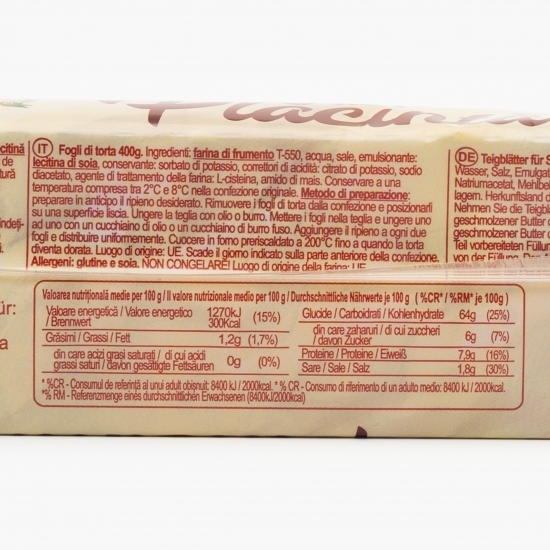 Placin
citină
de
tură
IT Fogli di torta 400g. Ingredienti: farina di frumento T-550, acqua, sale, emulsionante:
lecitina di soia, conservante: sorbato di potassio, correttori di acidità: citrato di potassio, sodio
diacetato, agente di trattamento della farina: L-cisteina, amido di mais. Conservare a una
temperatura compresa tra 2°C e 8°C nella confezione originale. Metodo di preparazione:
preparare in anticipo il ripieno desiderato. Rimuovere i fogl di torta dalla confezione e posizionarli
su una superficie liscia. Ungere la teglia con olio o burro. Mettere i fogli nella teglia e ungere uno
ad uno con un cucchiaino di olio o un cucchiaino di burro fuso. Aggiungere il ripieno a ogni due
fogli e distribuire uniformemente. Cuocere in forno preriscaldato a 200°C fino a quando la torta
diventa dorata. Luogo di origine: UE. Scade il giorno indicato sulla parte anteriore della confezione.
Allergeni: glutine e soia. NON CONGELARE! Luogo di origine della farina: UE
DE Teigblätter für S
Wasser, Salz, Emulgat
Natriumacetat, Mehlbe
lagern. Herkunftsland
Nehmen Sie die Teigb
geschmolzener Butter
geschmolzener Butter
Teil vorbereiteten Füllun
von der Füllung
ür:
a
Valoarea nutrițională medie per 100 g / Il valore nutrizionale medio per 100 g / Durchschnittliche Nährwerte je 100 g ( %CR* / %RM* je 100g )
Valoare energetică / Valore energetico / Brennwert 1270kJ 300Kcal (15%)
Grăsimi / Grassi / Fett 1,2g (1,7%)
din care acizi grasi saturati / di cui acidi
grassi saturi / davon gesättigte Fettsäuren 0g (0%)
Glucide / Carboidrati / Kohlenhydrate 64g (25%)
din care zaharuri / di cui zuccheri
/ davon Zucker 6g (7%)
Proteine / Proteine / Eiweiß 7,9g (16%)
Sare / Sale / Salz 1,8g (30%)
* %CR - Consumul de referință al unui adult obișnuit: 8400 kJ / 2000kcal. * % CR - Consumo di riferimento di un adulto medio: 8400 kJ / 2000kcal.
*% RM - Referenzmenge eines durchschnittlichen Erwachsenen (8400kJ/2000kcal)